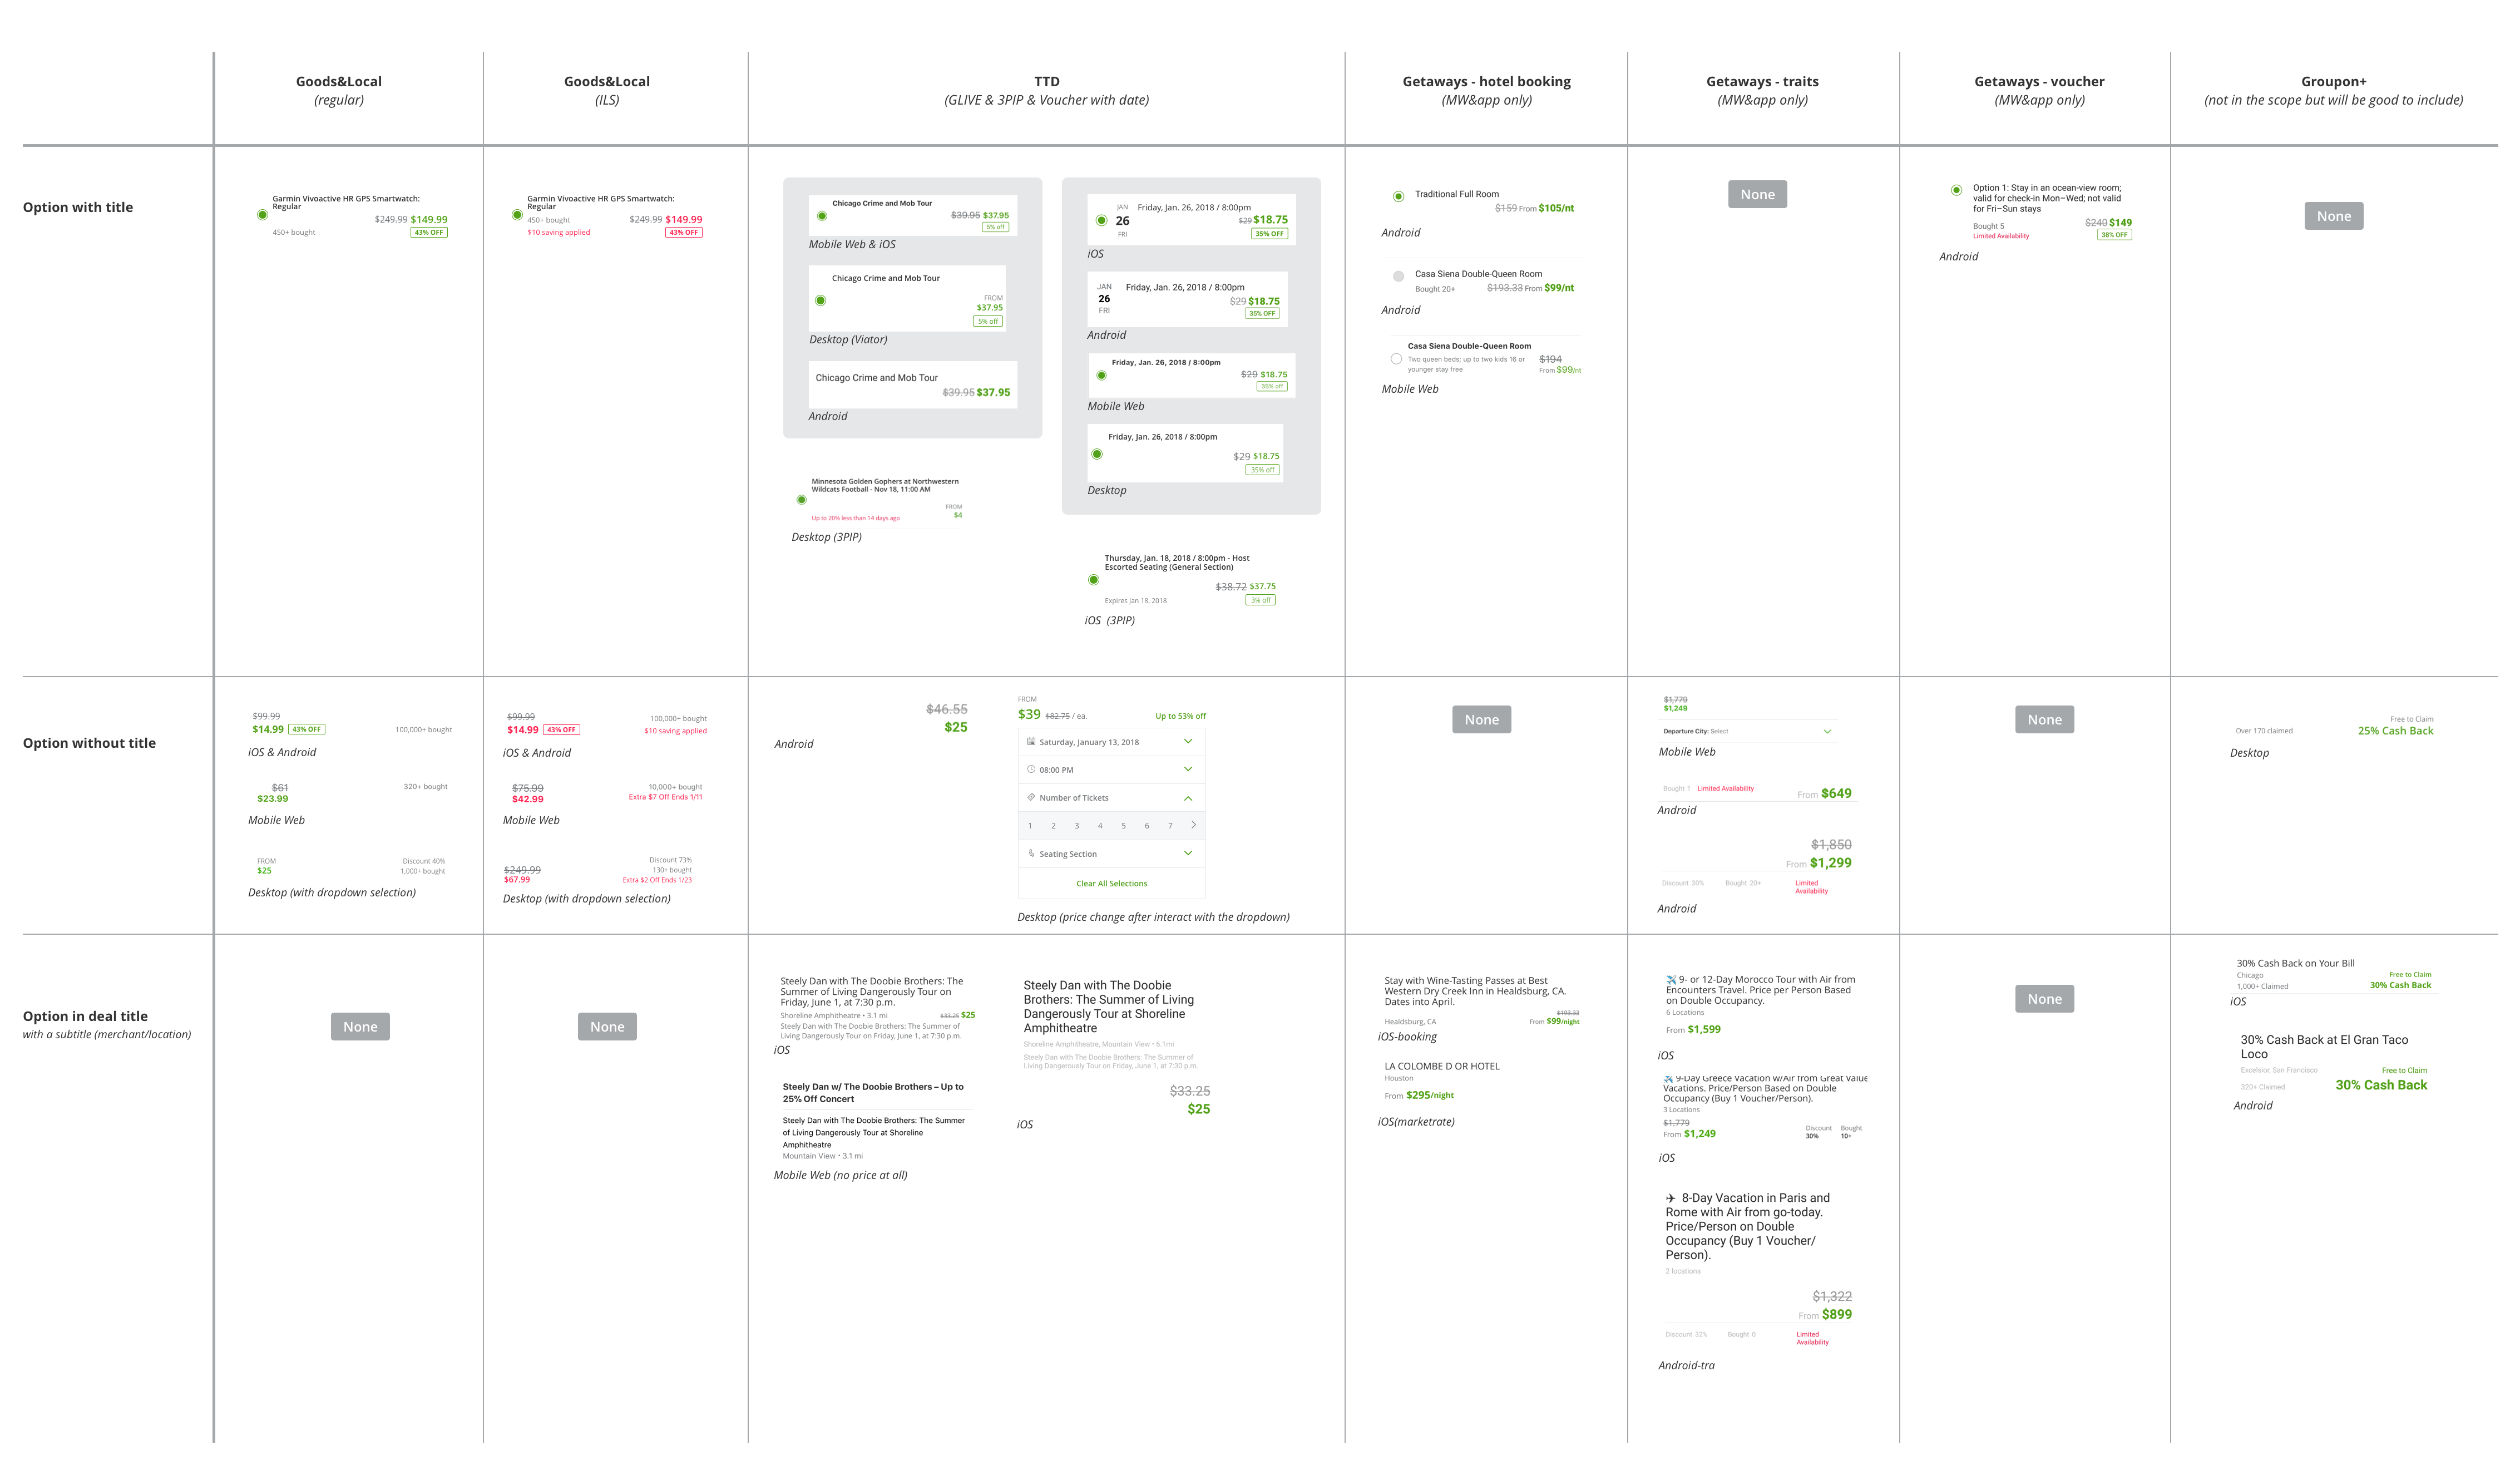 Goods&Local
(regular)
Goods&Local
(ILS)
TTD
(GLIVE & 3PIP & Voucher with date)
Getaways - hotel booking
(MW&app only)
Getaways - traits
(MW&app only)
Getaways - voucher
(MW&app only)
Groupon+
(not in the scope but will be good to include)
Option with title
Garmin Vivoactive HR GPS Smartwatch:
Regular
$249.99 $149.99
450+ bought
43% OFF
Garmin Vivoactive HR GPS Smartwatch:
Regular
450+ bought
$249.99 $149.99
$10 saving applied
43% OFF
Chicago Crime and Mob Tour
$39.95 $37.95
5% off
Mobile Web & iOS
Chicago Crime and Mob Tour
FROM
$37.95
5% off
Desktop (Viator)
Chicago Crime and Mob Tour
$39.95 $37.95
Android
Minnesota Golden Gophers at Northwestern
Wildcats Football - Nov 18, 11:00 AM
FROM
$4
Up to 20% less than 14 days ago
Desktop (3PIP)
JAN
26
FRI
Friday, Jan. 26, 2018 / 8:00pm
$29 $18.75
35% OFF
iOS
JAN
26
FRI
Friday, Jan. 26, 2018 / 8:00pm
$29 $18.75
35% OFF
Android
Friday, Jan. 26, 2018 / 8:00pm
$29 $18.75
35% off
Mobile Web
Friday, Jan. 26, 2018 / 8:00pm
$29 $18.75
35% off
Desktop
Thursday, Jan. 18, 2018 / 8:00pm - Host
Escorted Seating (General Section)
$38.72 $37.75
Expires Jan 18, 2018
3% off
iOS (3PIP)
Traditional Full Room
$159 From $105/nt
Android
Casa Siena Double-Queen Room
Bought 20+
$193.33 From $99/nt
Android
Casa Siena Double-Queen Room
Two queen beds; up to two kids 16 or
younger stay free
$194
From $99/nt
Mobile Web
None
Option 1: Stay in an ocean-view room;
valid for check-in Mon–Wed; not valid
for Fri–Sun stays
Bought 5
$240 $149
Limited Availability
38% OFF
Android
None
Option without title
$99.99
$14.99 43% OFF
100,000+ bought
iOS & Android
$61
$23.99
320+ bought
Mobile Web
FROM
$25
Discount 40%
1,000+ bought
Desktop (with dropdown selection)
$99.99
$14.99 43% OFF
100,000+ bought
$10 saving applied
iOS & Android
$75.99
$42.99
10,000+ bought
Extra $7 Off Ends 1/11
Mobile Web
$249.99
$67.99
Discount 73%
130+ bought
Extra $2 Off Ends 1/23
Desktop (with dropdown selection)
$46.55
$25
Android
FROM
$39 $82.75 / ea.
Up to 53% off
Saturday, January 13, 2018
08:00 PM
Number of Tickets
1 2 3 4 5 6 7
Seating Section
Clear All Selections
Desktop (price change after interact with the dropdown)
None
$1,779
$1,249
Departure City: Select
Mobile Web
Bought 1 Limited Availability
From $649
Android
$1,850
From $1,299
Discount 30%
Bought 20+
Limited
Availability
Android
None
Free to Claim
Over 170 claimed
25% Cash Back
Desktop
Option in deal title
with a subtitle (merchant/location)
None
None
Steely Dan with The Doobie Brothers: The
Summer of Living Dangerously Tour on
Friday, June 1, at 7:30 p.m.
Shoreline Amphitheatre • 3.1 mi
$33.25 $25
Steely Dan with The Doobie Brothers: The Summer of
Living Dangerously Tour on Friday, June 1, at 7:30 p.m.
iOS
Steely Dan w/ The Doobie Brothers – Up to
25% Off Concert
Steely Dan with The Doobie Brothers: The Summer
of Living Dangerously Tour at Shoreline
Amphitheatre
Mountain View • 3.1 mi
Mobile Web (no price at all)
Steely Dan with The Doobie
Brothers: The Summer of Living
Dangerously Tour at Shoreline
Amphitheatre
Shoreline Amphitheatre, Mountain View • 6.1mi
Steely Dan with The Doobie Brothers: The Summer of
Living Dangerously Tour on Friday, June 1, at 7:30 p.m.
$33.25
$25
iOS
Stay with Wine-Tasting Passes at Best
Western Dry Creek Inn in Healdsburg, CA.
Dates into April.
$193.33
Healdsburg, CA
From $99/night
iOS-booking
LA COLOMBE D OR HOTEL
Houston
From $295/night
iOS(marketrate)
9- or 12-Day Morocco Tour with Air from
Encounters Travel. Price per Person Based
on Double Occupancy.
6 Locations
From $1,599
iOS
9-Day Greece Vacation w/Air from Great Value
Vacations. Price/Person Based on Double
Occupancy (Buy 1 Voucher/Person).
3 Locations
$1,779
From $1,249
Discount
30%
Bought
10+
iOS
8-Day Vacation in Paris and
Rome with Air from go-today.
Price/Person on Double
Occupancy (Buy 1 Voucher/
Person).
2 locations
$1,322
From $899
Discount 32%
Bought 0
Limited
Availability
Android-tra
None
30% Cash Back on Your Bill
Chicago
Free to Claim
1,000+ Claimed
30% Cash Back
iOS
30% Cash Back at El Gran Taco
Loco
Excelsior, San Francisco
Free to Claim
320+ Claimed
30% Cash Back
Android